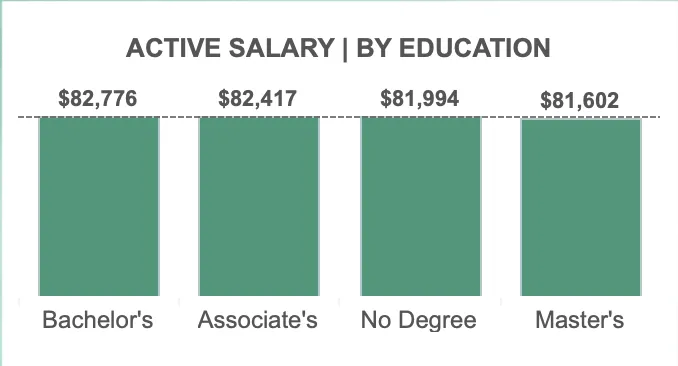 ACTIVE SALARY | BY EDUCATION
$82,776 $82,417 $81,994 $81,602
Bachelor's Associate's No Degree Master's